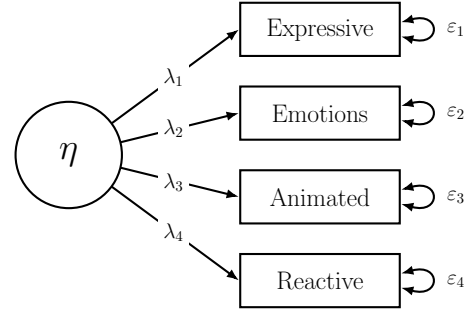 Expressive
ε₁
λ₁
Emotions
ε₂
λ₂
η
λ₃
Animated
ε₃
λ₄
Reactive
ε₄